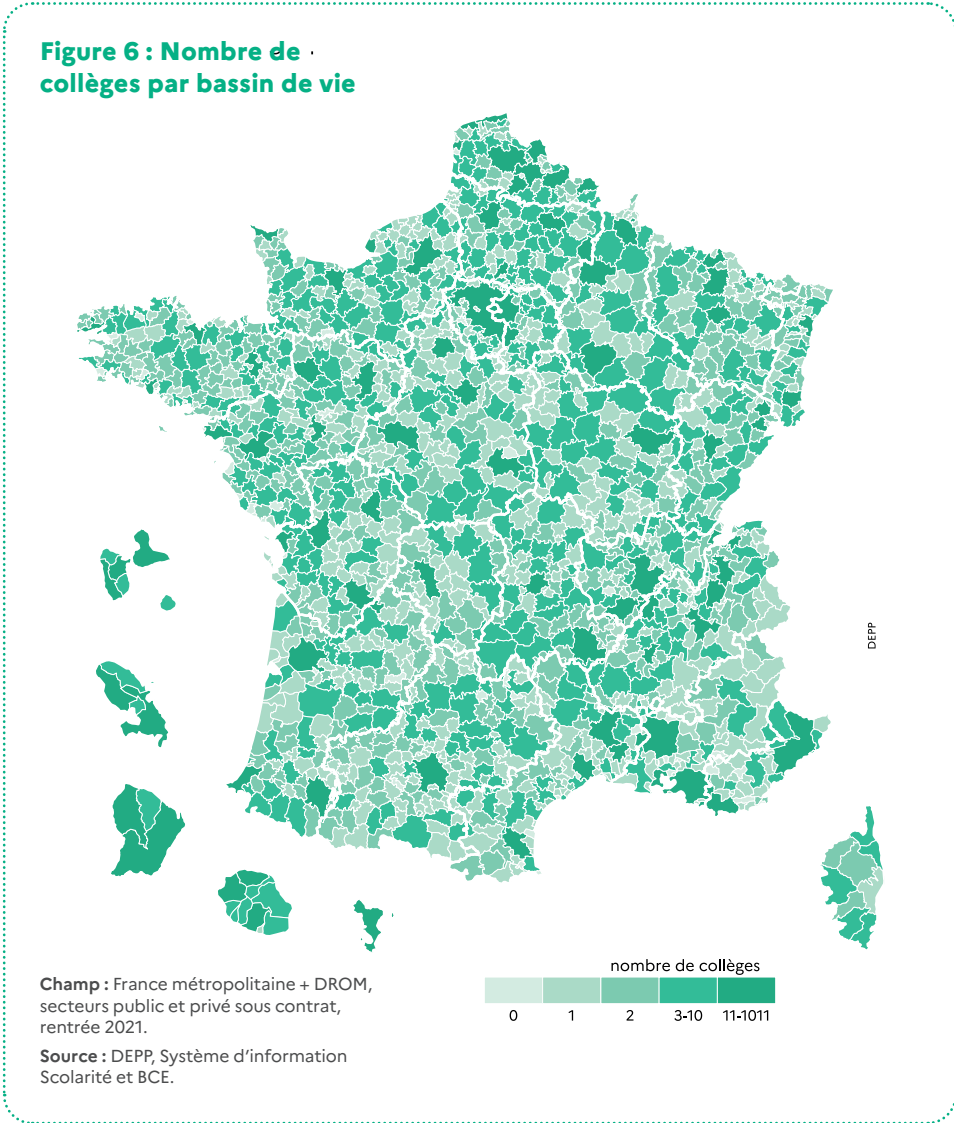 Figure 6 : Nombre de
collèges par bassin de vie
DEPP
nombre de collèges
0 1 2 3-10 11-1011
Champ : France métropolitaine + DROM,
secteurs public et privé sous contrat,
rentrée 2021.
Source : DEPP, Système d'information
Scolarité et BCE.